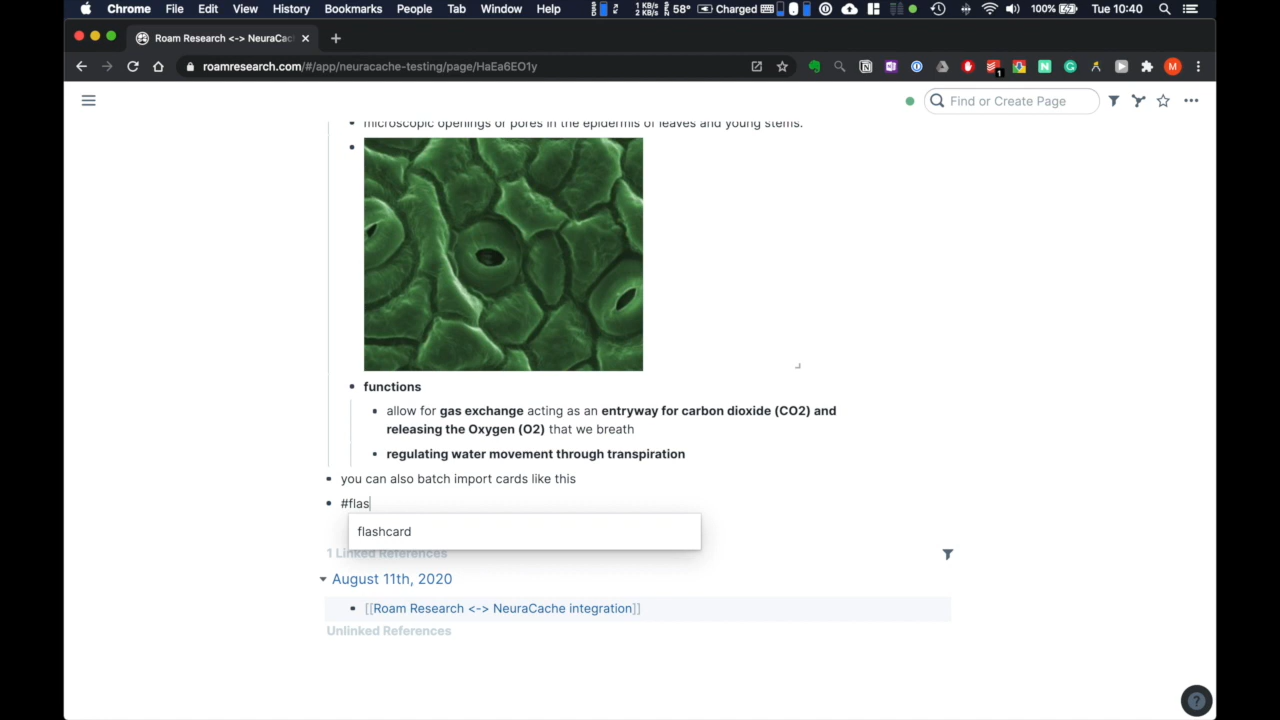 Chrome File Edit View History Bookmarks People Tab Window Help 1 KB/s 2 KB/s 58° Charged 100% Tue 10:40
Roam Research <-> NeuraCac
roamresearch.com/#/app/neuracache-testing/page/HaEa6EO1y
Find or Create Page
microscopic openings or pores in the epidermis of leaves and young stems.
functions
allow for gas exchange acting as an entryway for carbon dioxide (CO2) and
releasing the Oxygen (O2) that we breath
regulating water movement through transpiration
you can also batch import cards like this
#flas
flashcard
1 Linked References
August 11th, 2020
[[Roam Research <-> NeuraCache integration]]
Unlinked References